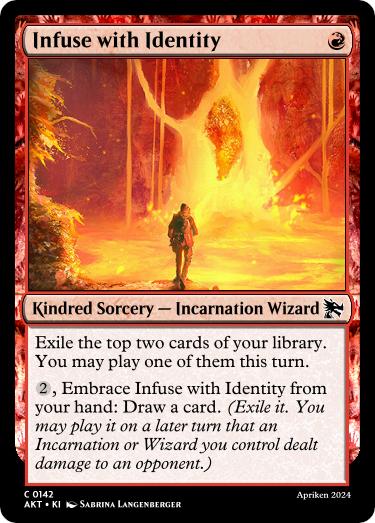 Infuse with Identity
Kindred Sorcery — Incarnation Wizard
Exile the top two cards of your library.
You may play one of them this turn.
2, Embrace Infuse with Identity from
your hand: Draw a card. (Exile it. You
may play it on a later turn that an
Incarnation or Wizard you control dealt
damage to an opponent.)
C 0142
AKT • KI Sabrina Langenberger
Apriken 2024